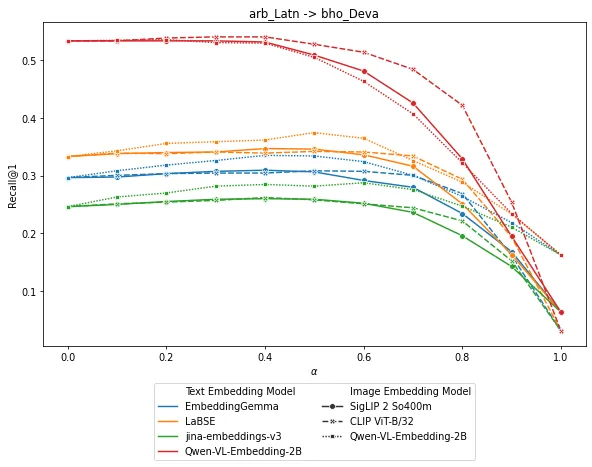 arb_Latn -> bho_Deva
Recall@1
0.5
0.4
0.3
0.2
0.1
0.0 0.2 0.4 0.6 0.8 1.0
α
Text Embedding Model Image Embedding Model
EmbeddingGemma SigLIP 2 So400m
LaBSE CLIP ViT-B/32
jina-embeddings-v3 Qwen-VL-Embedding-2B
Qwen-VL-Embedding-2B